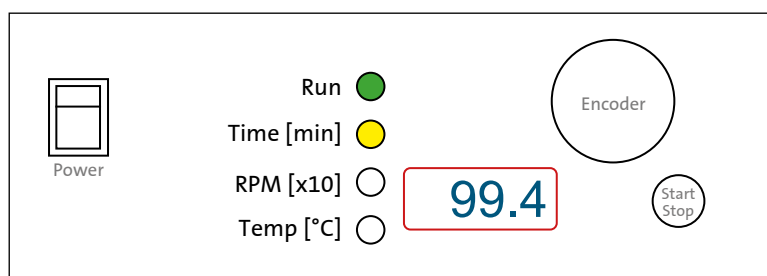 Power
Run
Time [min]
RPM [x10]
Temp [°C]
99.4
Encoder
Start
Stop